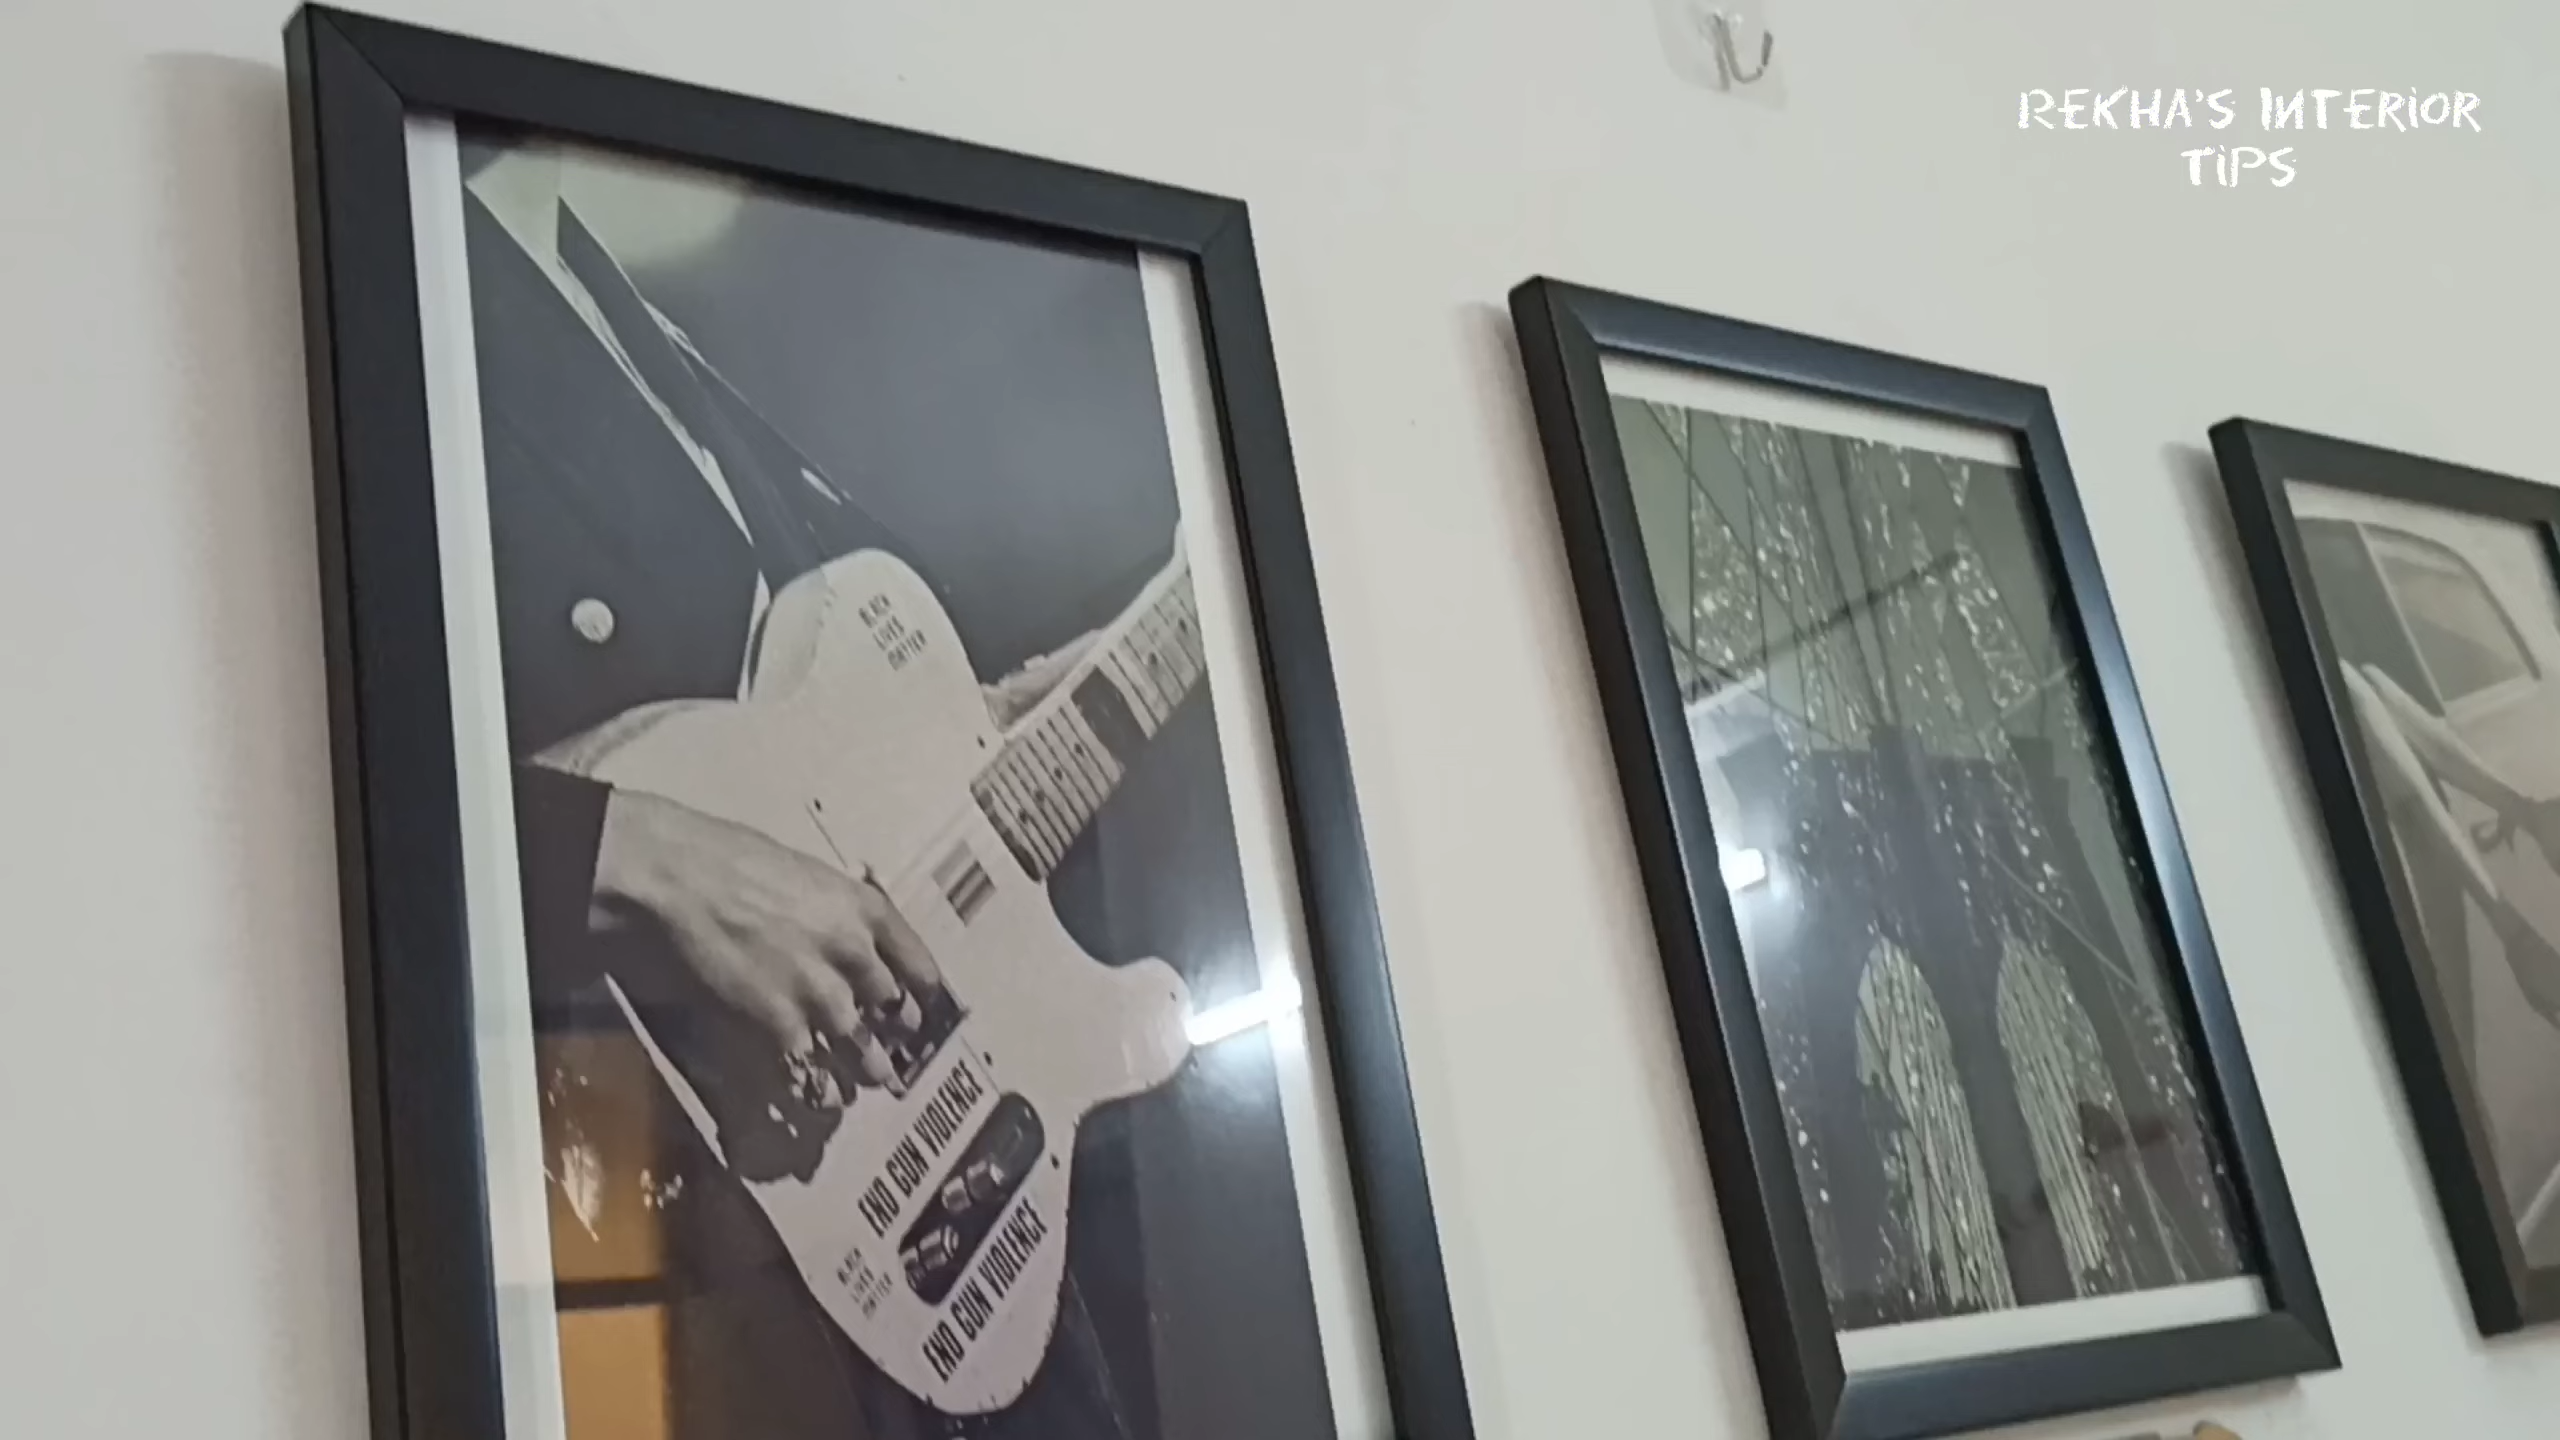 REKHA'S INTERIOR
TIPS
BLACK
LIVES
MATTER
END GUN VIOLENCE
BLACK
LIVES
MATTER
END GUN VIOLENCE